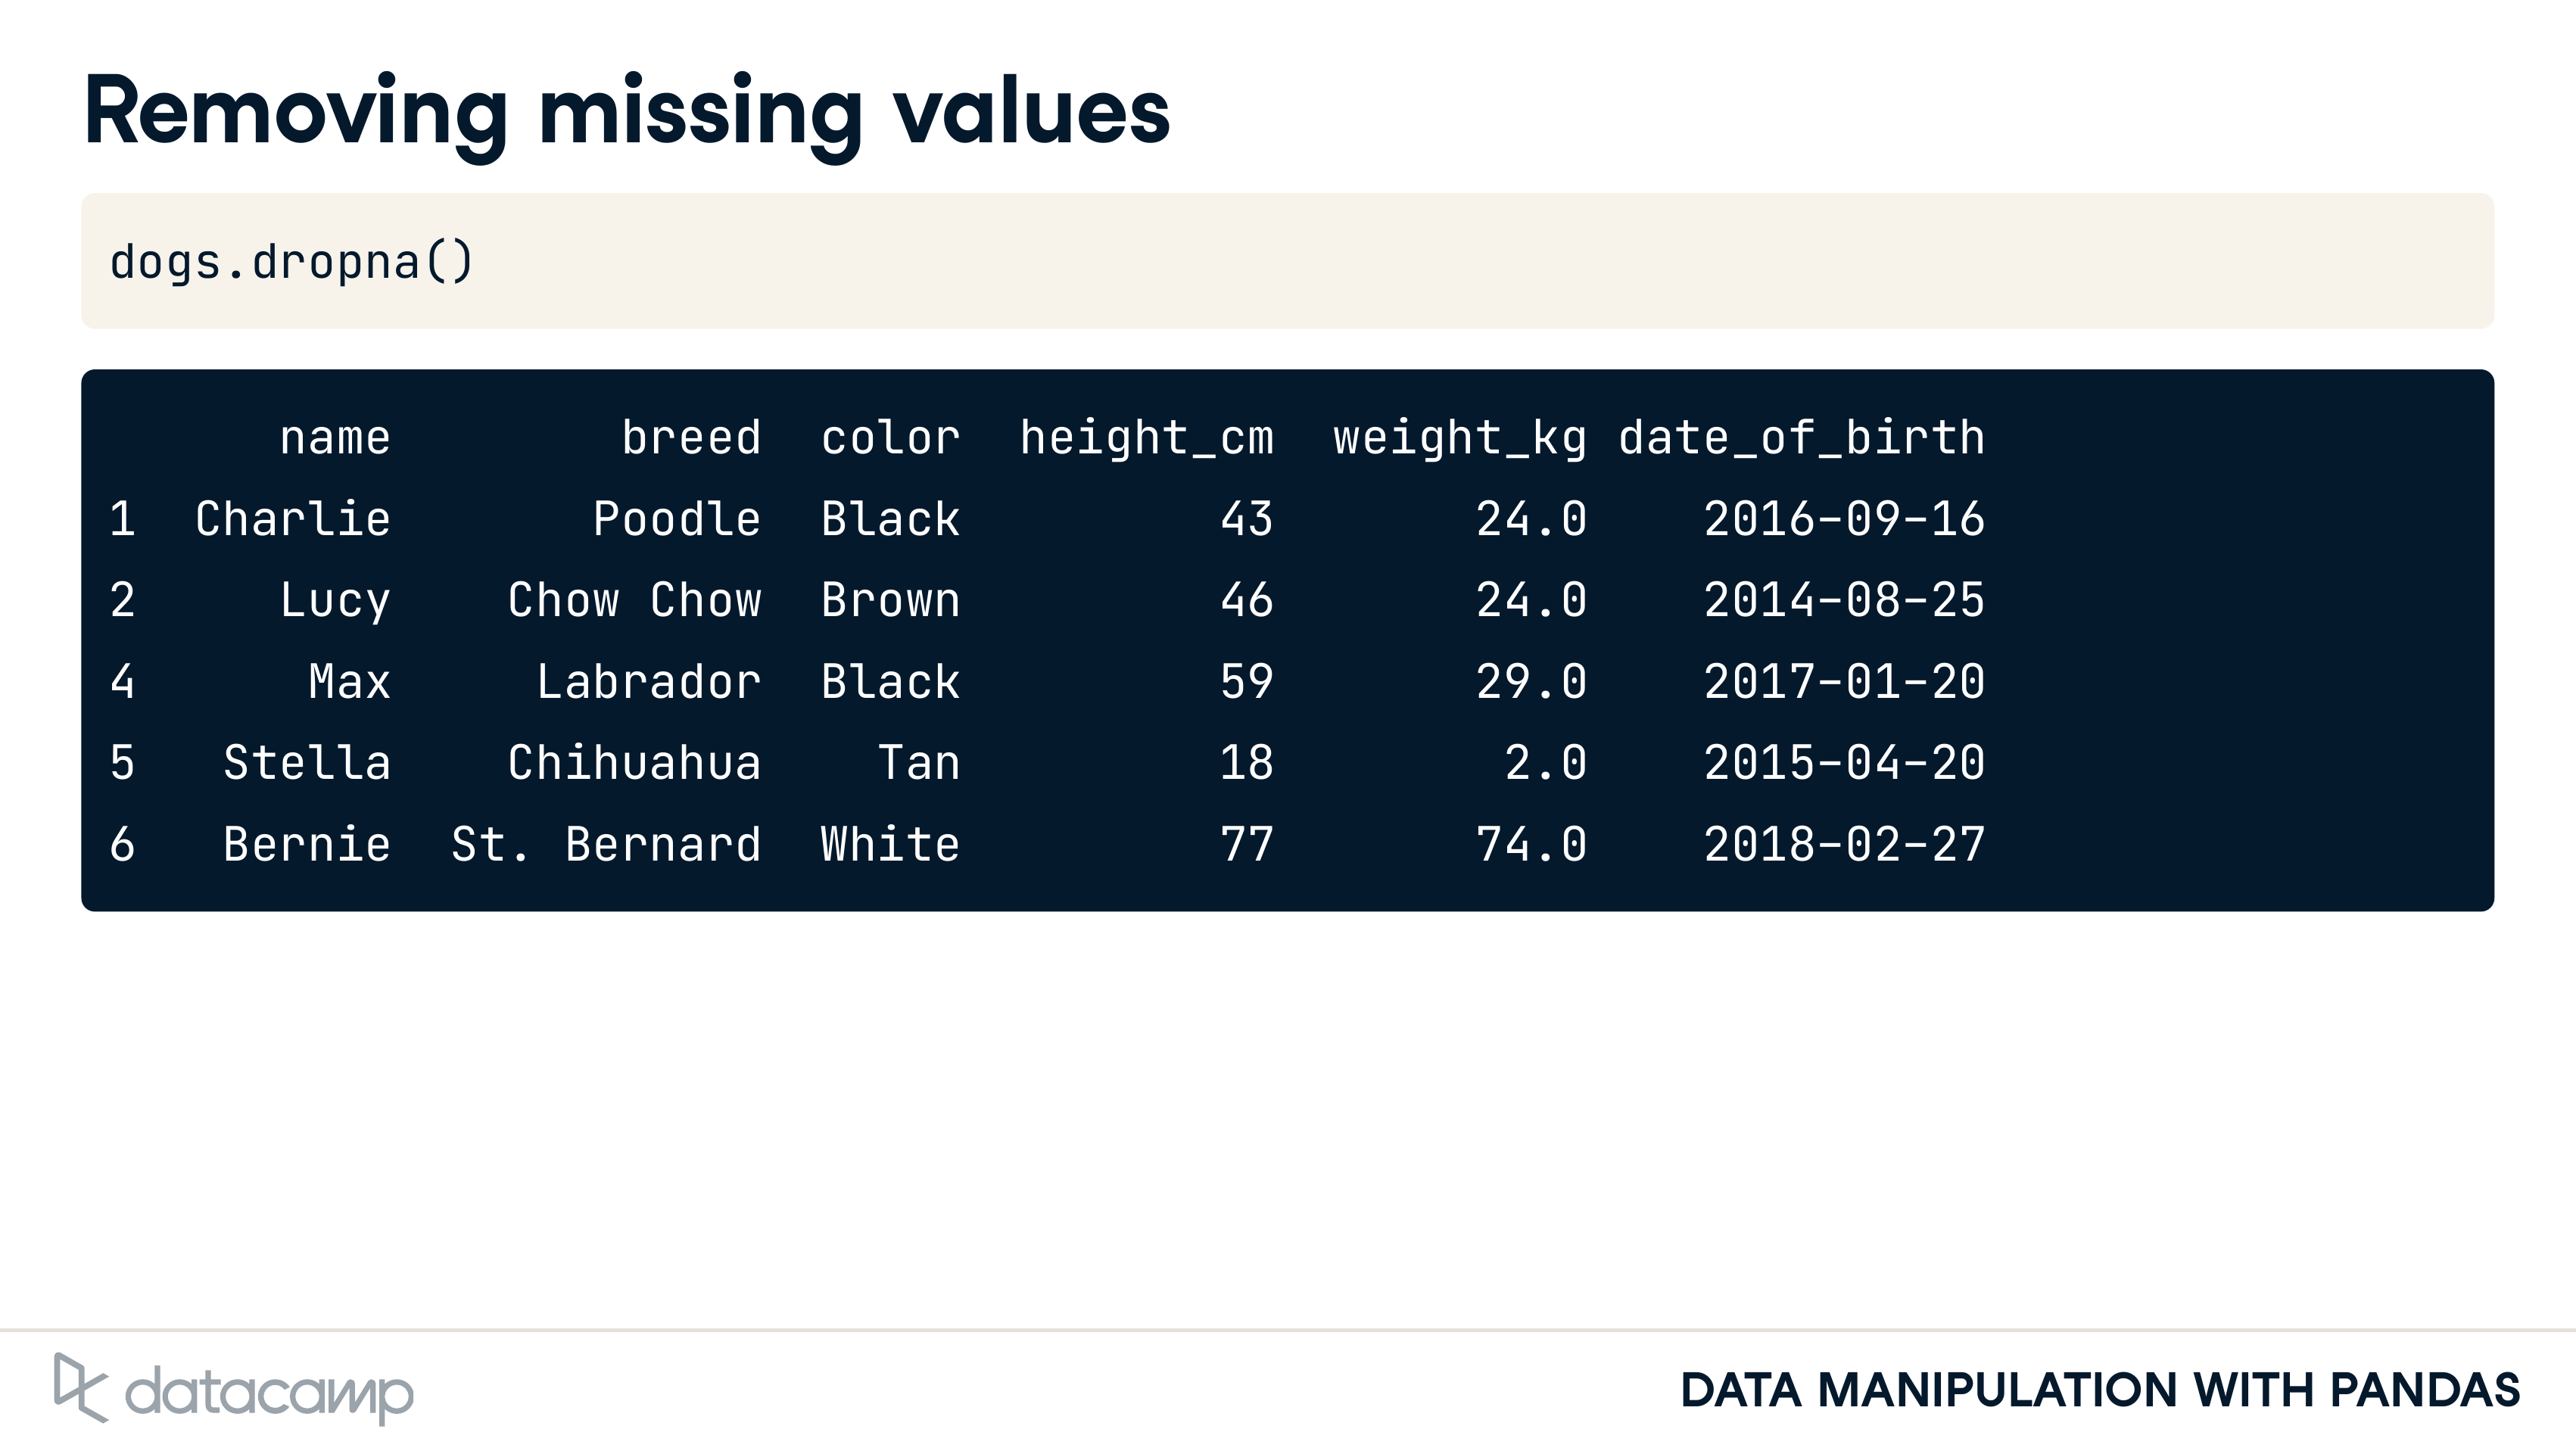 Removing missing values
dogs.dropna()
name breed color height_cm weight_kg date_of_birth
1 Charlie Poodle Black 43 24.0 2016-09-16
2 Lucy Chow Chow Brown 46 24.0 2014-08-25
4 Max Labrador Black 59 29.0 2017-01-20
5 Stella Chihuahua Tan 18 2.0 2015-04-20
6 Bernie St. Bernard White 77 74.0 2018-02-27
datacamp
DATA MANIPULATION WITH PANDAS